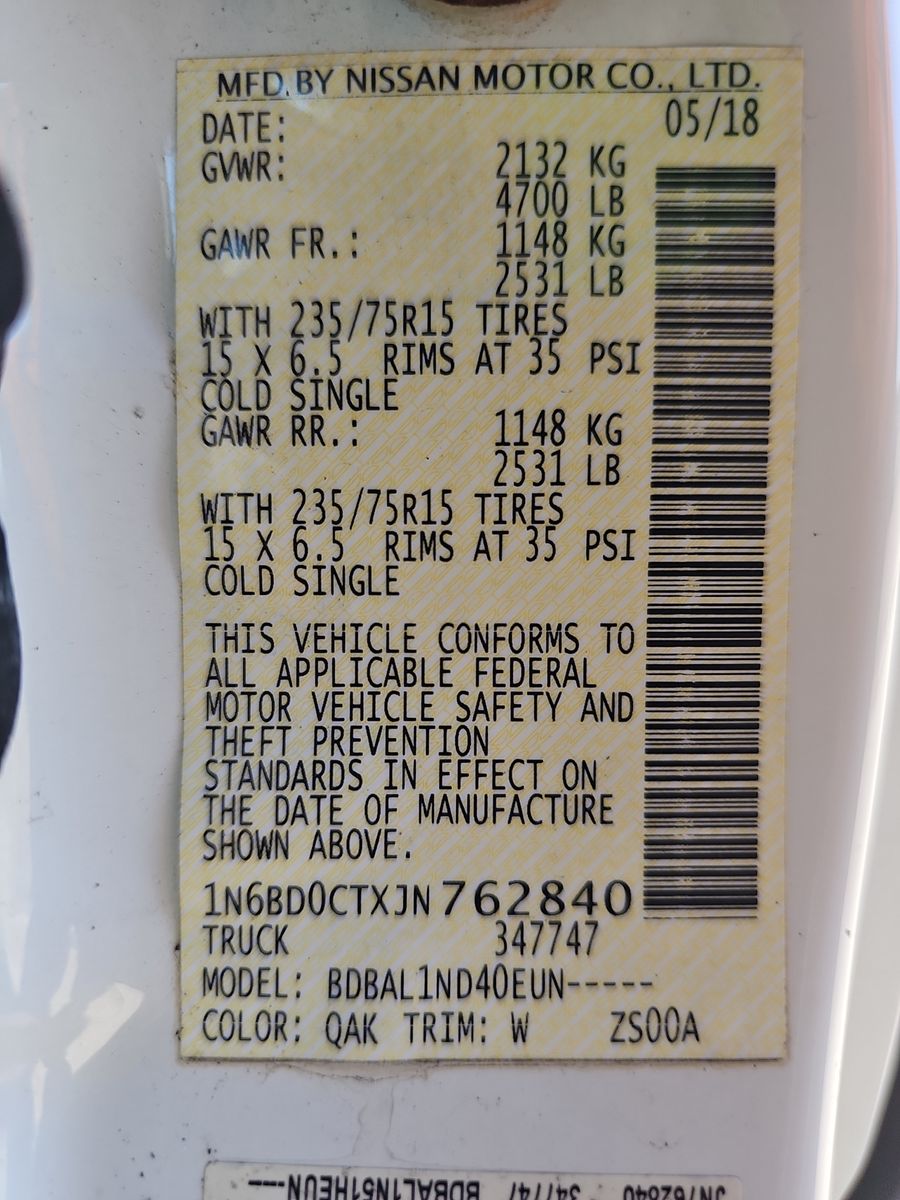 MFD. BY NISSAN MOTOR CO., LTD.
DATE: 05/18
GVWR: 2132 KG
4700 LB
GAWR FR.: 1148 KG
2531 LB
WITH 235/75R15 TIRES
15 X 6.5 RIMS AT 35 PSI
COLD SINGLE
GAWR RR.: 1148 KG
2531 LB
WITH 235/75R15 TIRES
15 X 6.5 RIMS AT 35 PSI
COLD SINGLE
THIS VEHICLE CONFORMS TO
ALL APPLICABLE FEDERAL
MOTOR VEHICLE SAFETY AND
THEFT PREVENTION
STANDARDS IN EFFECT ON
THE DATE OF MANUFACTURE
SHOWN ABOVE.
1N6BD0CTXJN762840
TRUCK 347747
MODEL: BDBAL1ND40EUN-----
COLOR: QAK TRIM: W ZS00A
JN762840 347747 BDBAL1N51HEUN----